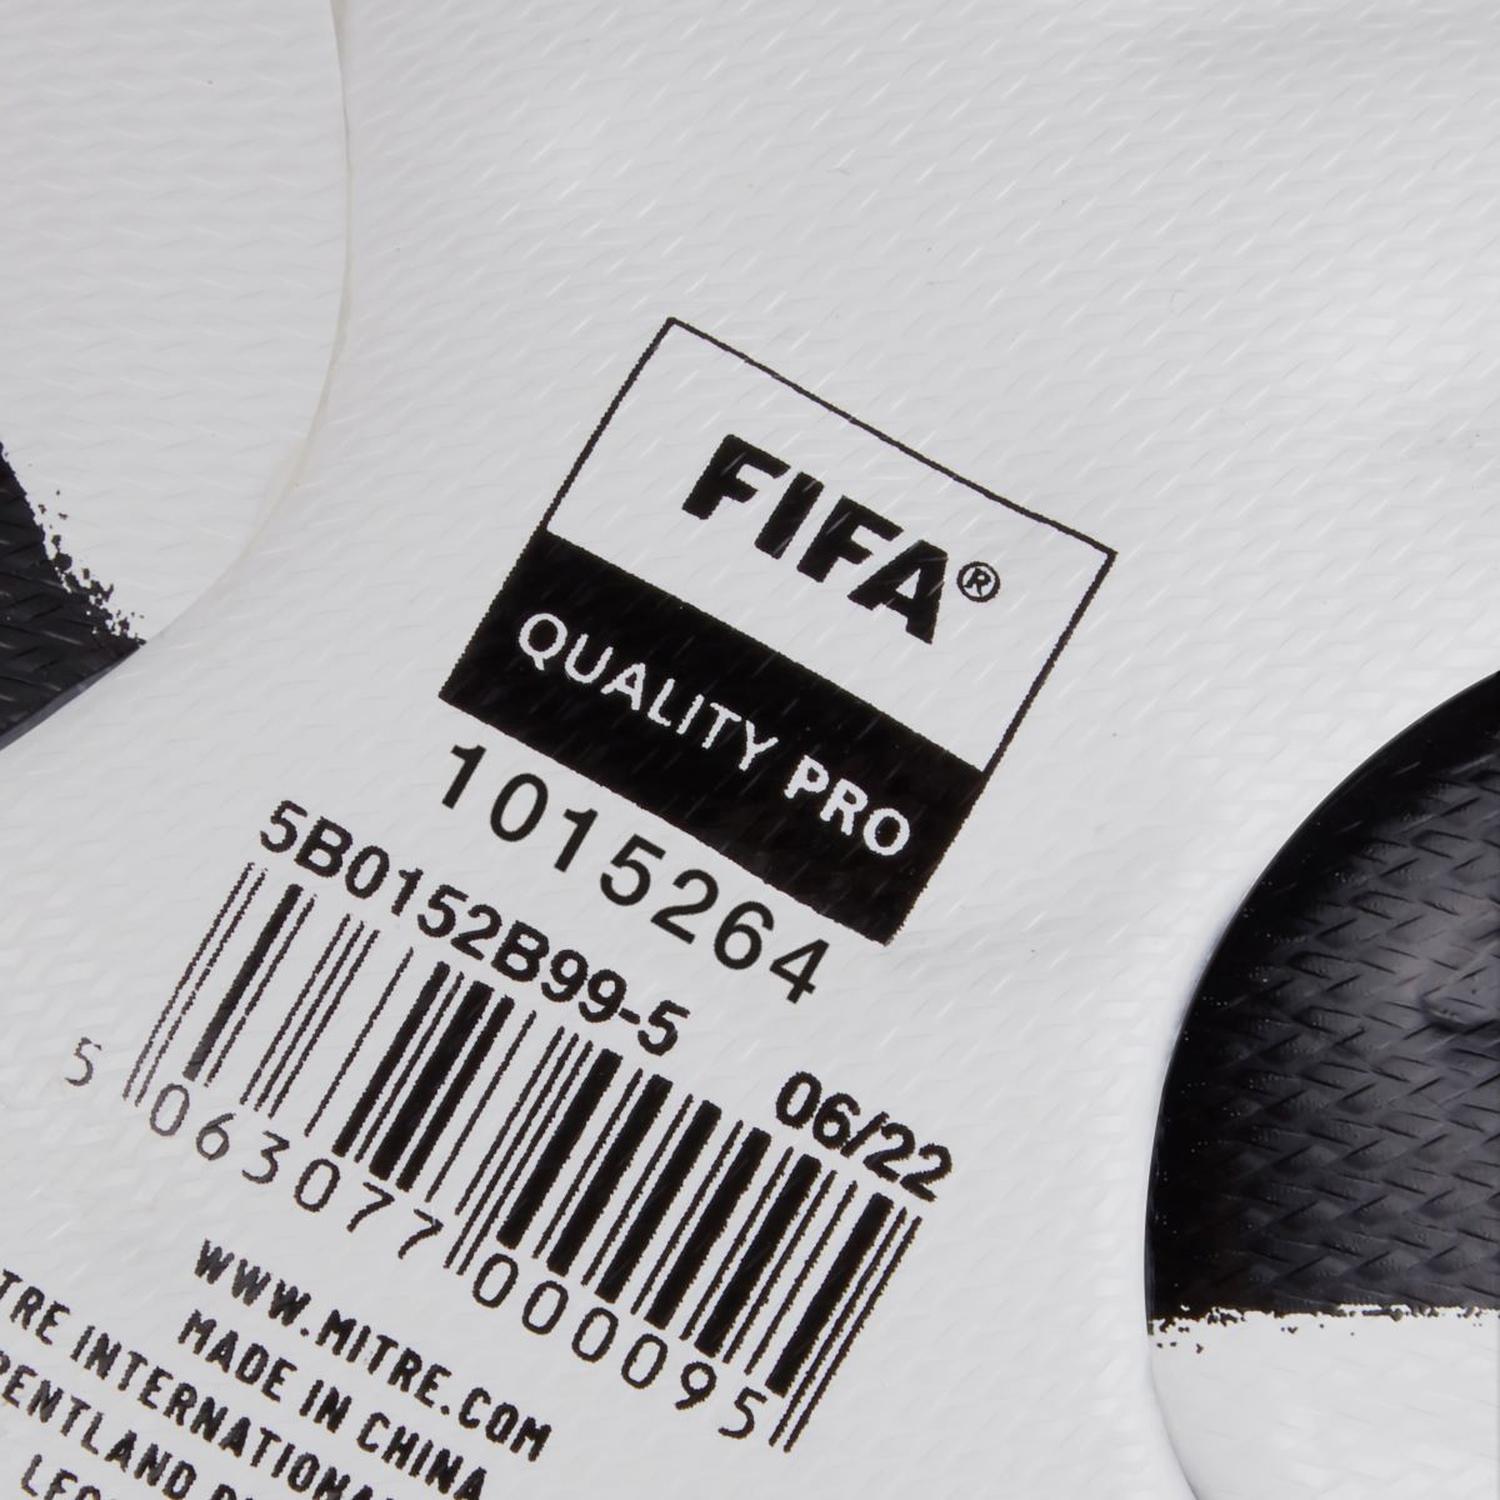 FIFA®
QUALITY PRO
1015264
5B0152B99-5
06/22
5 063077 000095
WWW.MITRE.COM
MADE IN CHINA